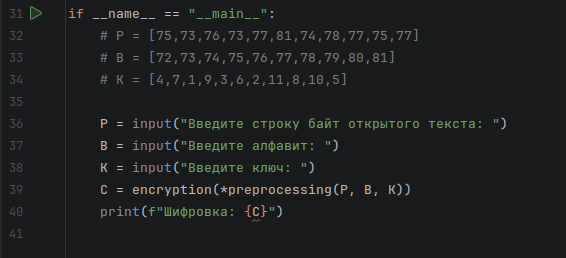 31 if __name__ == "__main__":
32 # P = [75,73,76,73,77,81,74,78,77,75,77]
33 # B = [72,73,74,75,76,77,78,79,80,81]
34 # K = [4,7,1,9,3,6,2,11,8,10,5]
35
36 P = input("Введите строку байт открытого текста: ")
37 B = input("Введите алфавит: ")
38 K = input("Введите ключ: ")
39 C = encryption(*preprocessing(P, B, K))
40 print(f"Шифровка: {C}")
41